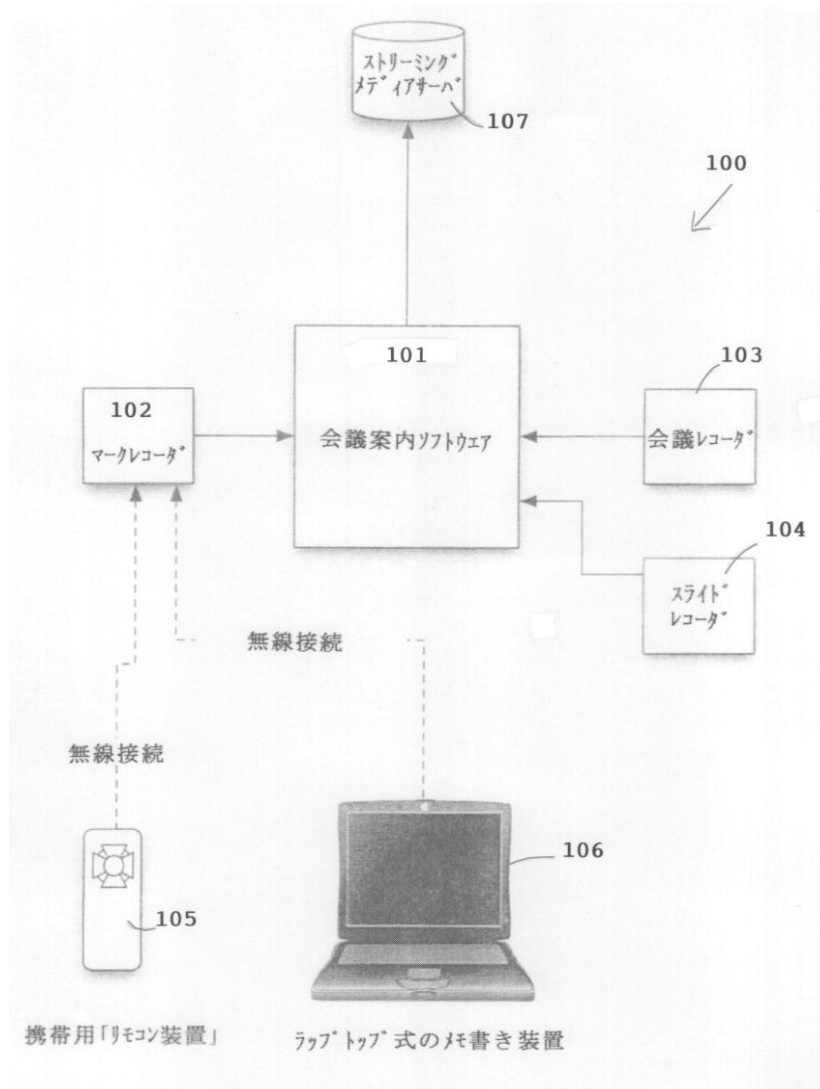 ストリーミング
メディアサーバ
107
100
101
会議案内ソフトウェア
102
マークレコーダ
103
会議レコーダ
104
スライド
レコーダ
無線接続
無線接続
106
105
携帯用「リモコン装置」
ラップトップ式のメモ書き装置